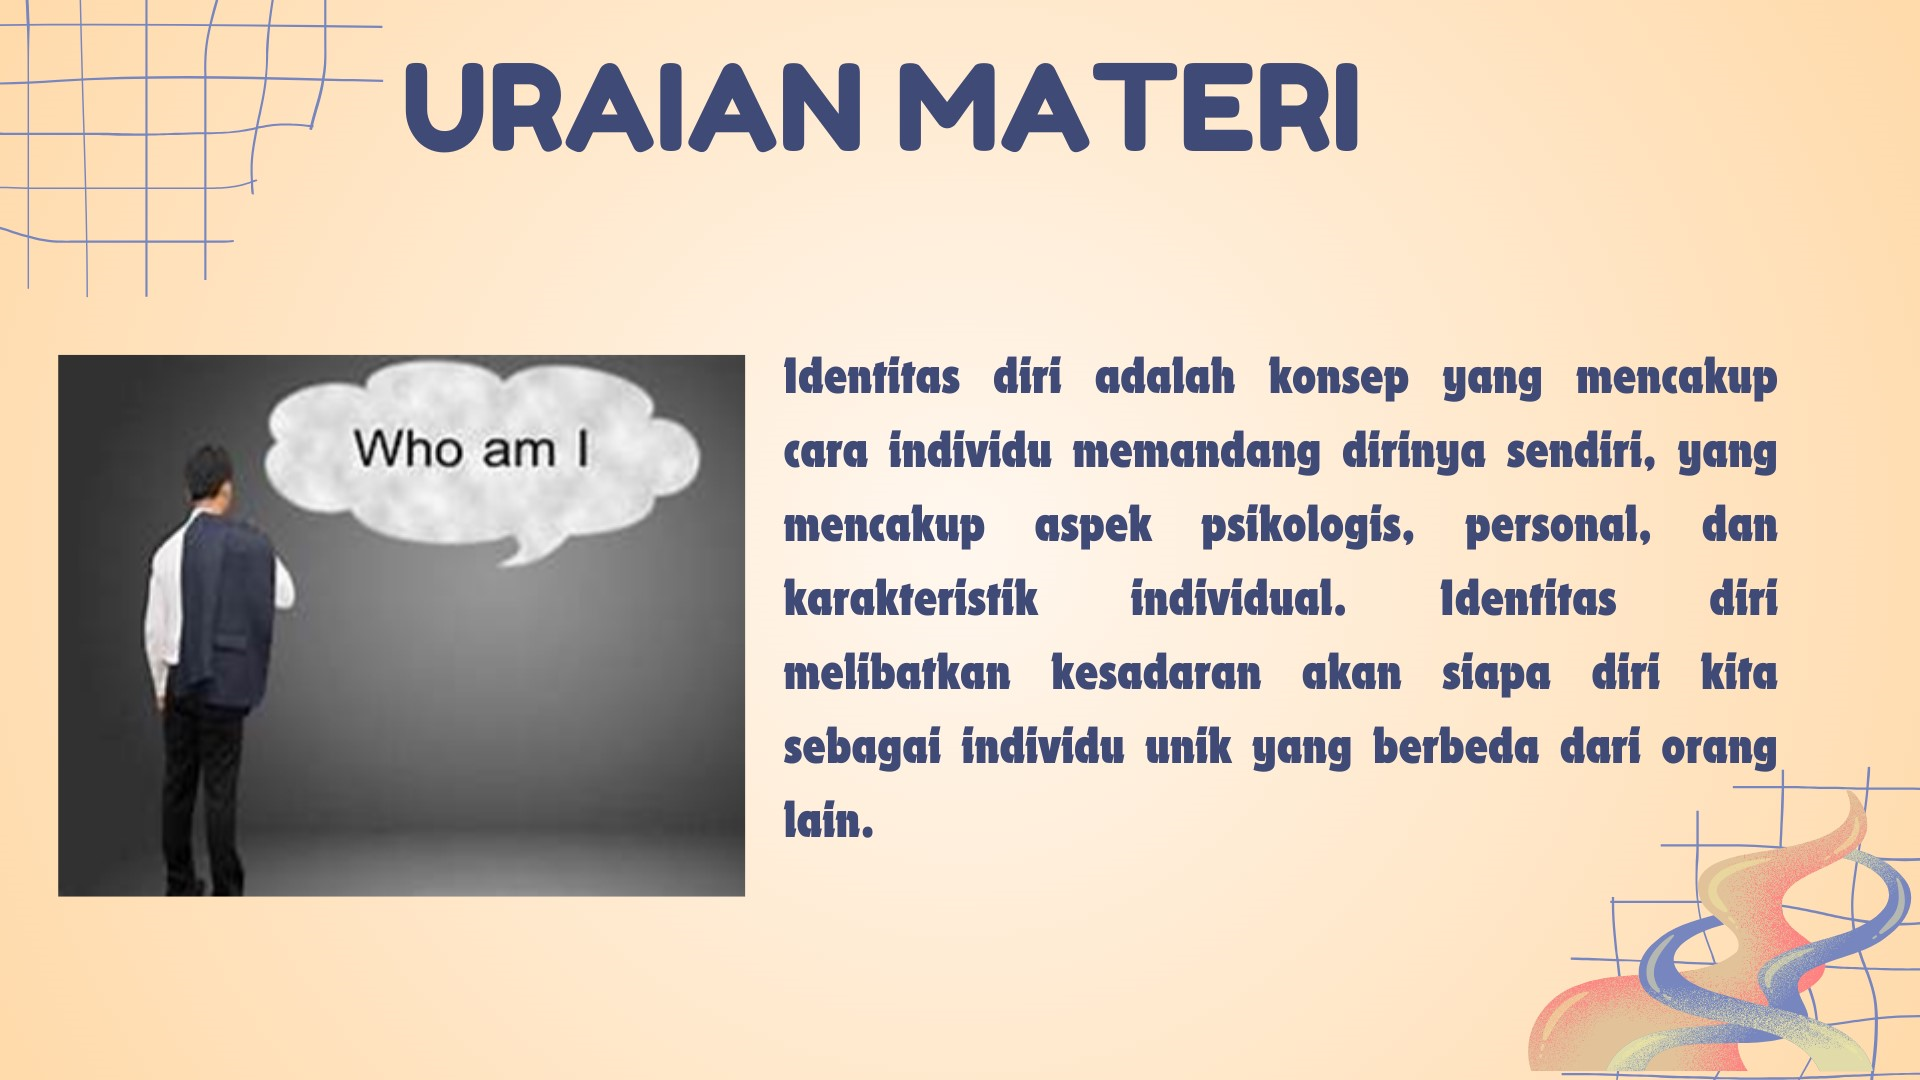 URAIAN MATERI
Who am I
Identitas diri adalah konsep yang mencakup
cara individu memandang dirinya sendiri, yang
mencakup aspek psikologis, personal, dan
karakteristik individual. Identitas diri
melibatkan kesadaran akan siapa diri kita
sebagai individu unik yang berbeda dari orang
lain.